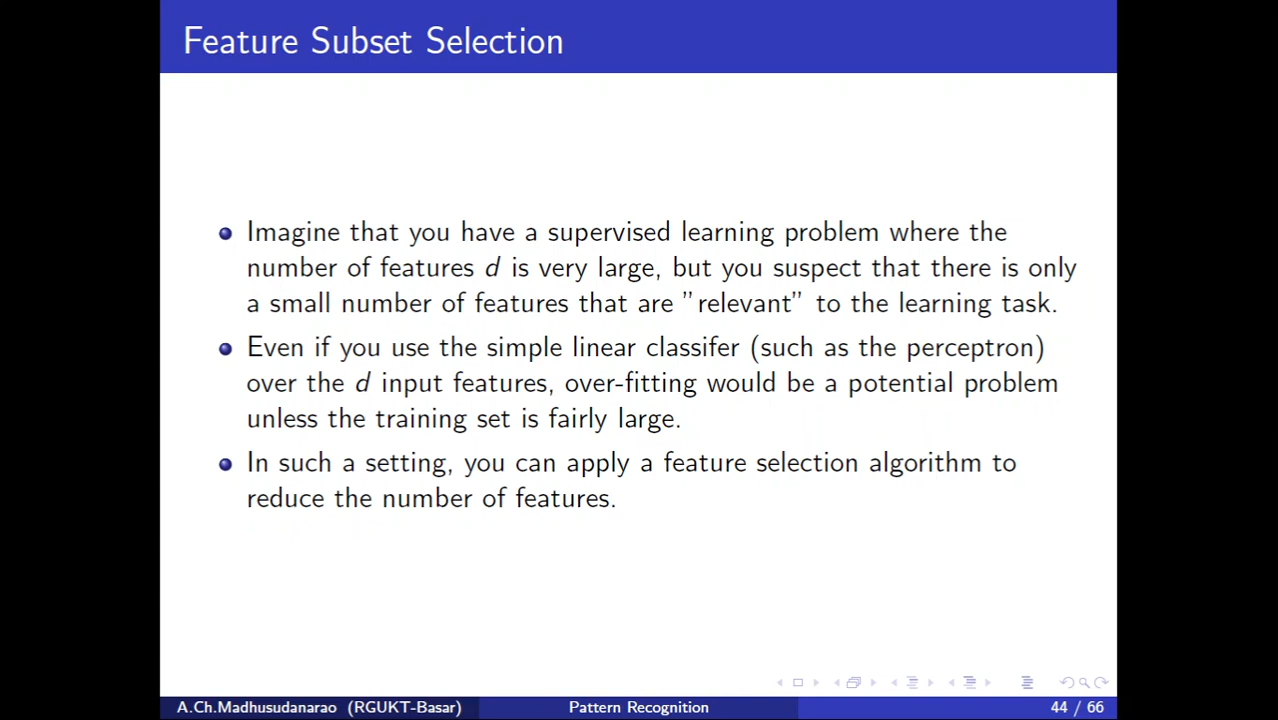 Feature Subset Selection
Imagine that you have a supervised learning problem where the
number of features d is very large, but you suspect that there is only
a small number of features that are ”relevant” to the learning task.
Even if you use the simple linear classifer (such as the perceptron)
over the d input features, over-fitting would be a potential problem
unless the training set is fairly large.
In such a setting, you can apply a feature selection algorithm to
reduce the number of features.
A.Ch.Madhusudanarao (RGUKT-Basar) Pattern Recognition 44 / 66